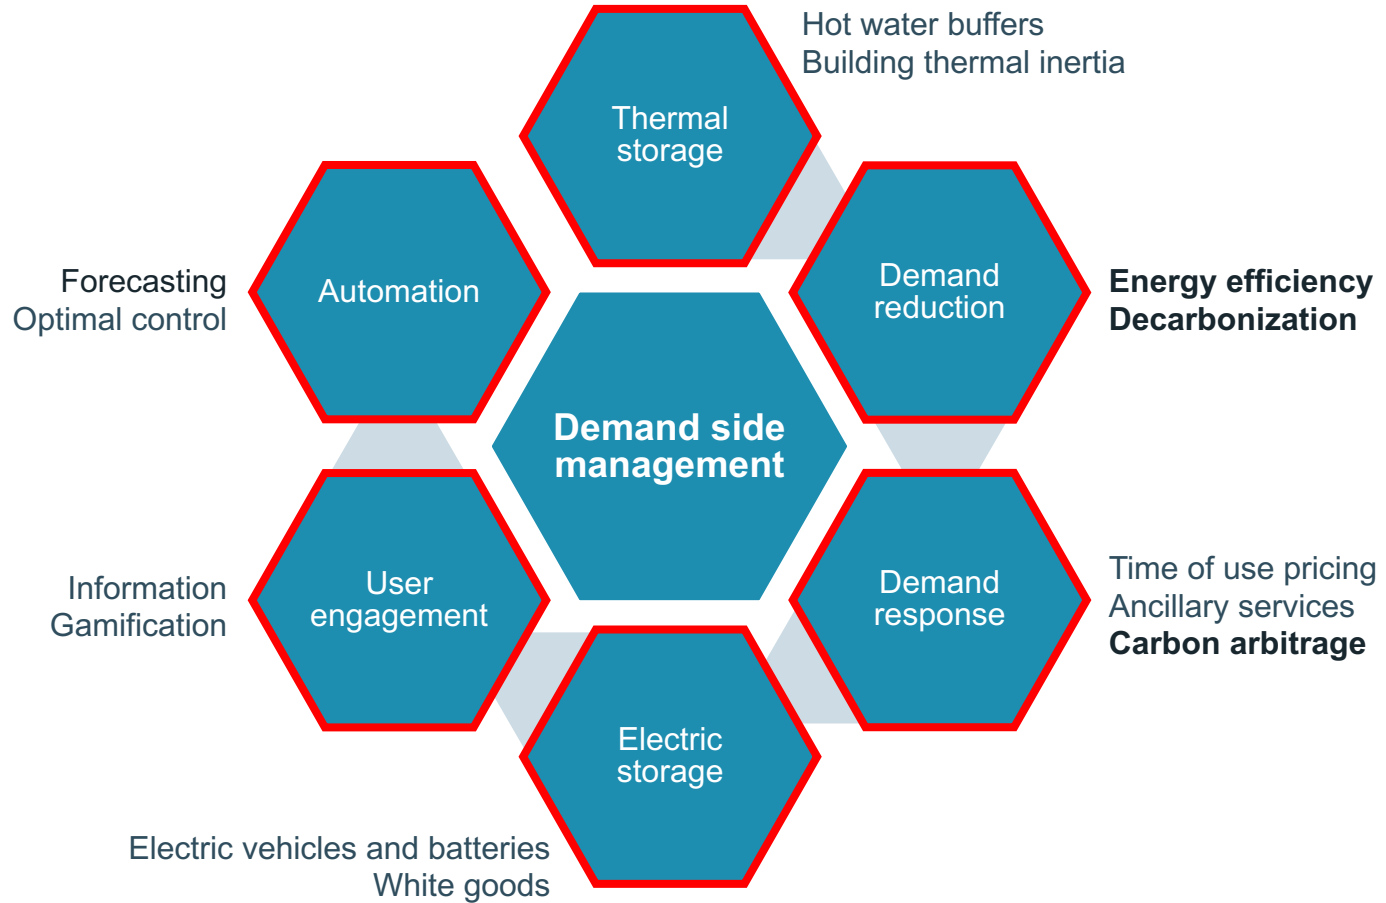 Hot water buffers
Building thermal inertia
Thermal
storage
Automation
Forecasting
Optimal control
Demand
reduction
Energy efficiency
Decarbonization
Demand side
management
User
engagement
Information
Gamification
Demand
response
Time of use pricing
Ancillary services
Carbon arbitrage
Electric
storage
Electric vehicles and batteries
White goods